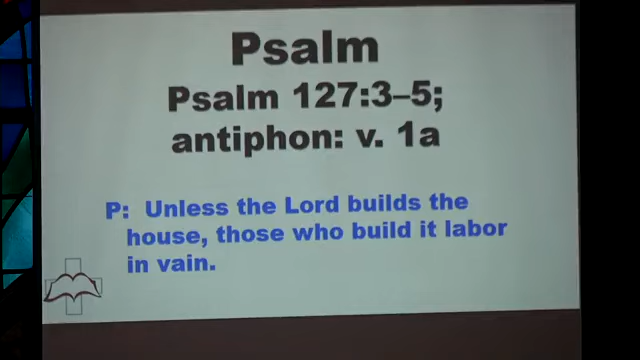 Psalm
Psalm 127:3–5;
antiphon: v. 1a
P: Unless the Lord builds the
house, those who build it labor
in vain.